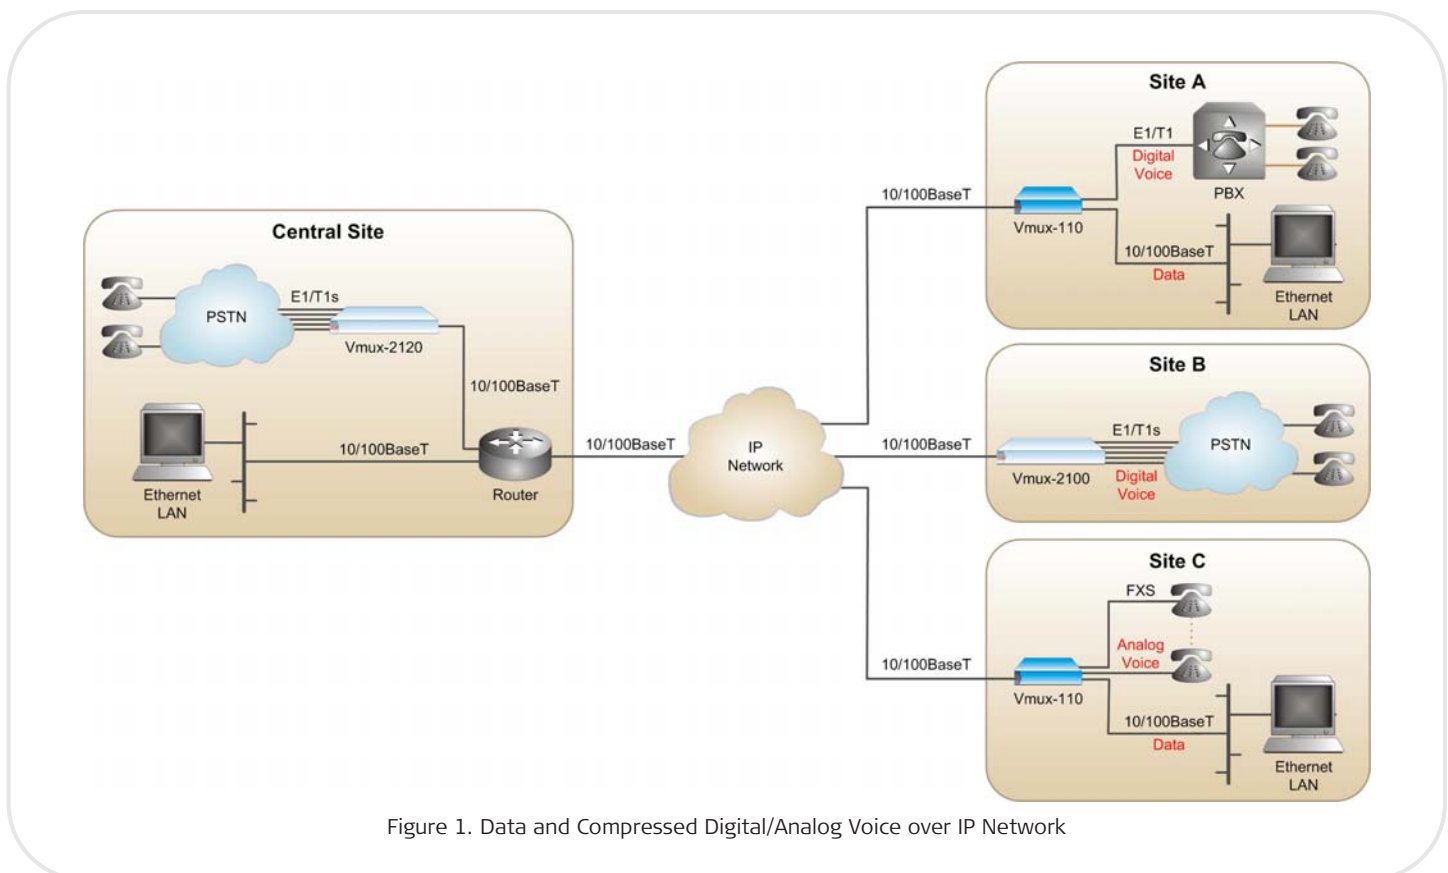 Central Site
PSTN
E1/T1s
Vmux-2120
10/100BaseT
10/100BaseT
Ethernet
LAN
Router
10/100BaseT
IP
Network
10/100BaseT
10/100BaseT
10/100BaseT
Site A
E1/T1
Digital
Voice
PBX
Vmux-110
10/100BaseT
Data
Ethernet
LAN
Site B
E1/T1s
PSTN
Vmux-2100
Digital
Voice
Site C
FXS
Analog
Voice
Vmux-110
10/100BaseT
Data
Ethernet
LAN
Figure 1. Data and Compressed Digital/Analog Voice over IP Network